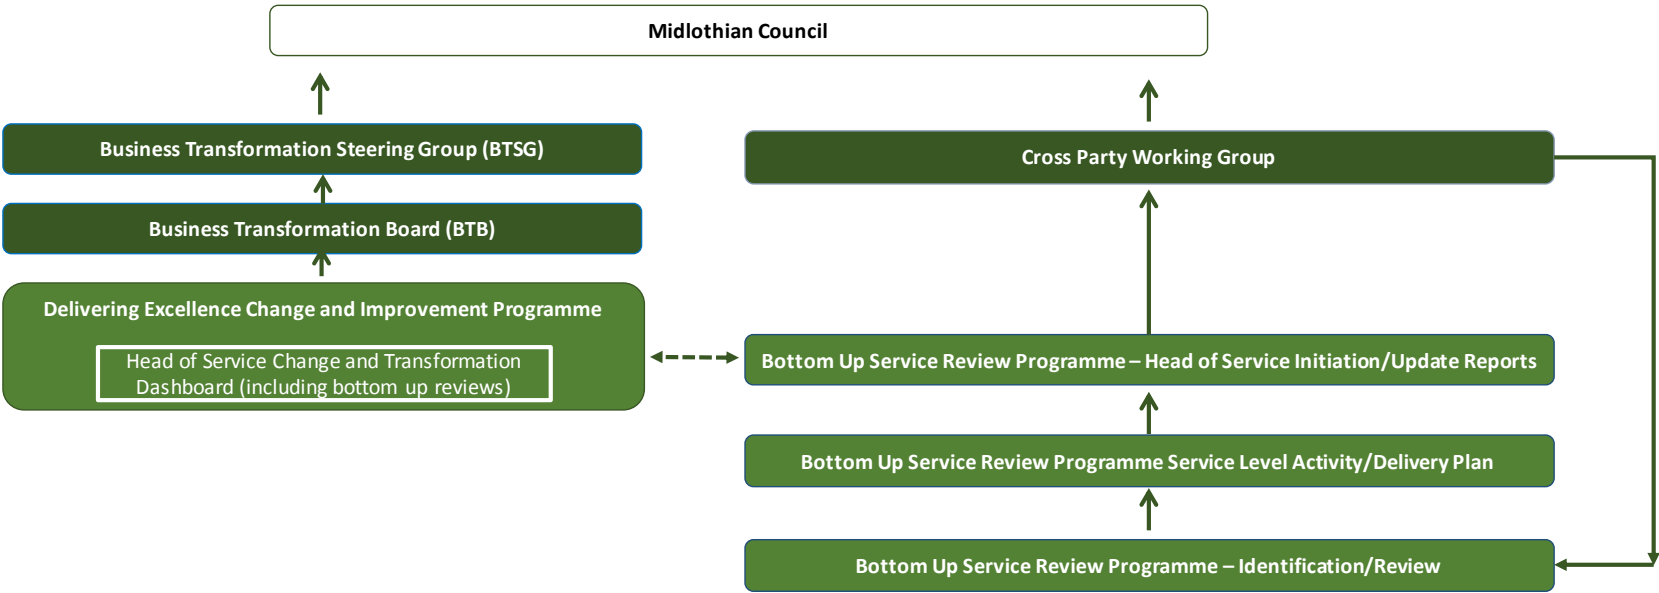 Midlothian Council
Business Transformation Steering Group (BTSG)
Business Transformation Board (BTB)
Delivering Excellence Change and Improvement Programme
Head of Service Change and Transformation
Dashboard (including bottom up reviews)
Cross Party Working Group
Bottom Up Service Review Programme – Head of Service Initiation/Update Reports
Bottom Up Service Review Programme Service Level Activity/Delivery Plan
Bottom Up Service Review Programme – Identification/Review